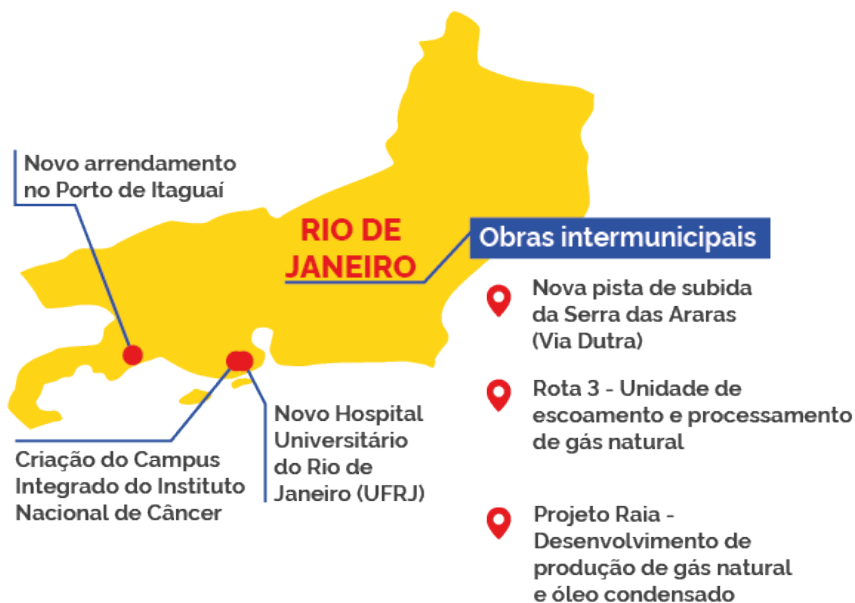 Novo arrendamento
no Porto de Itaguaí
RIO DE
JANEIRO
Obras intermunicipais
Nova pista de subida
da Serra das Araras
(Via Dutra)
Rota 3 - Unidade de
escoamento e processamento
de gás natural
Projeto Raia -
Desenvolvimento de
produção de gás natural
e óleo condensado
Novo Hospital
Universitário
do Rio de
Janeiro (UFRJ)
Criação do Campus
Integrado do Instituto
Nacional de Câncer